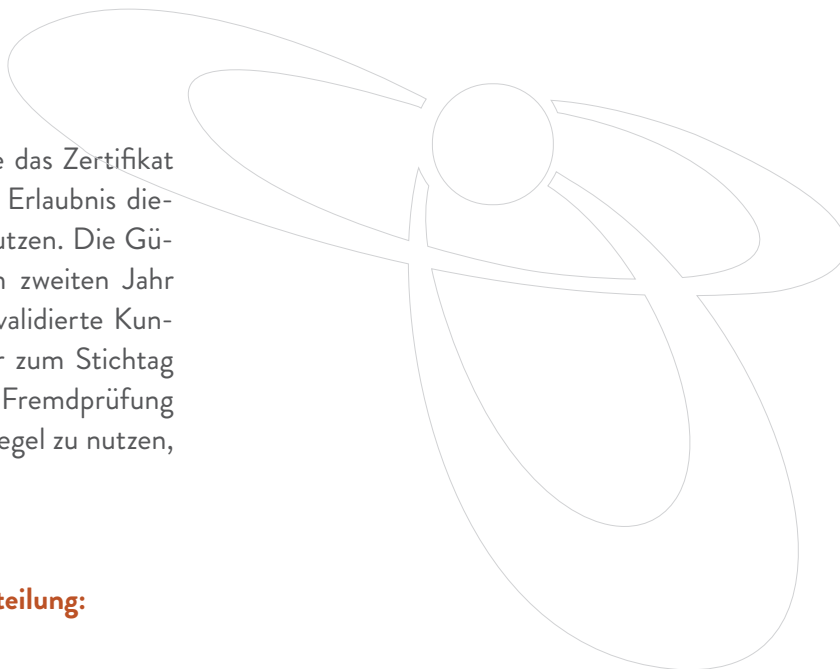 e das Zertifikat
Erlaubnis die-
utzen. Die Gü-
n zweiten Jahr
validierte Kun-
r zum Stichtag
Fremdprüfung
egel zu nutzen,
teilung: